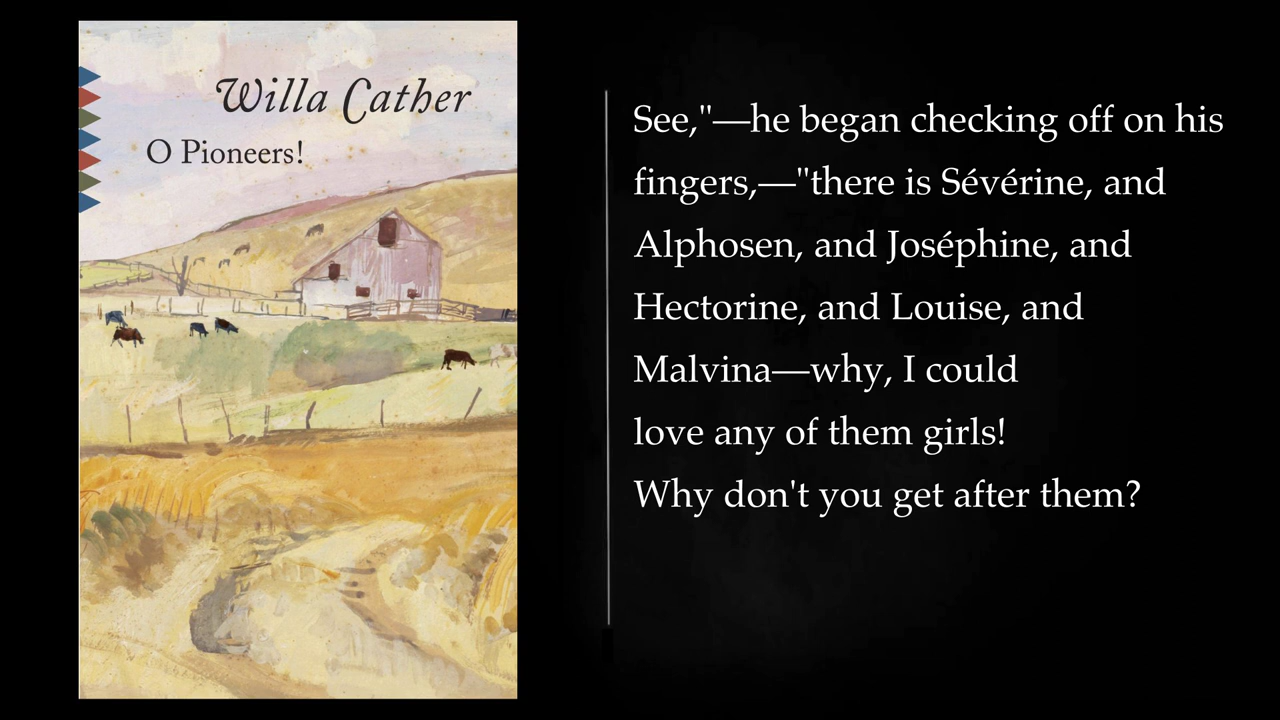 Willa Cather
O Pioneers!
See,"—he began checking off on his
fingers,—"there is Sévérine, and
Alphosen, and Joséphine, and
Hectorine, and Louise, and
Malvina—why, I could
love any of them girls!
Why don't you get after them?